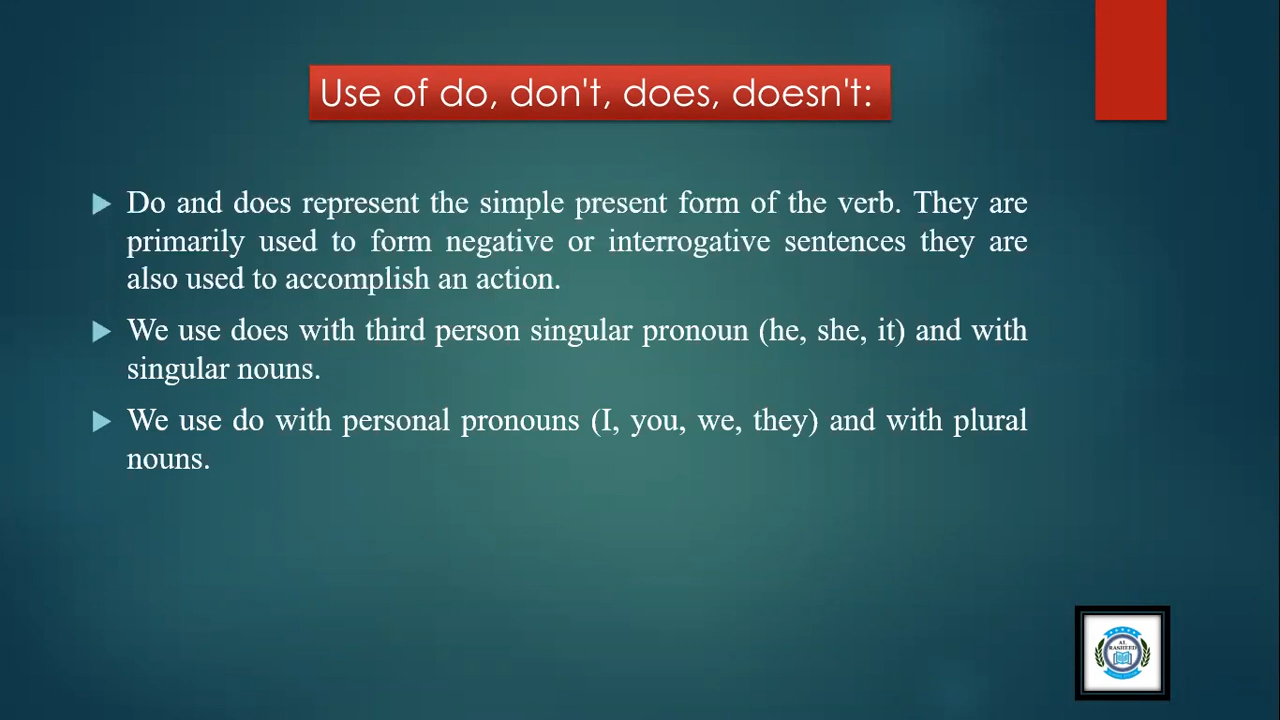 Use of do, don't, does, doesn't:
Do and does represent the simple present form of the verb. They are
primarily used to form negative or interrogative sentences they are
also used to accomplish an action.
We use does with third person singular pronoun (he, she, it) and with
singular nouns.
We use do with personal pronouns (I, you, we, they) and with plural
nouns.
AL
RASHEED